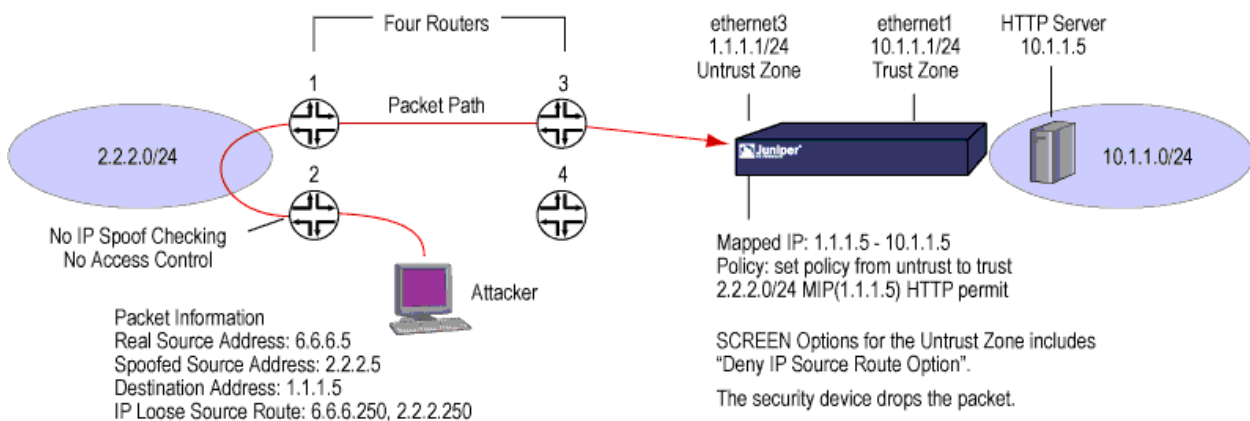 Four Routers
ethernet3
1.1.1.1/24
Untrust Zone
ethernet1
10.1.1.1/24
Trust Zone
HTTP Server
10.1.1.5
1
Packet Path
3
2.2.2.0/24
2
4
Juniper
10.1.1.0/24
No IP Spoof Checking
No Access Control
Attacker
Packet Information
Real Source Address: 6.6.6.5
Spoofed Source Address: 2.2.2.5
Destination Address: 1.1.1.5
IP Loose Source Route: 6.6.6.250, 2.2.2.250
Mapped IP: 1.1.1.5 - 10.1.1.5
Policy: set policy from untrust to trust
2.2.2.0/24 MIP(1.1.1.5) HTTP permit
SCREEN Options for the Untrust Zone includes
“Deny IP Source Route Option”.
The security device drops the packet.